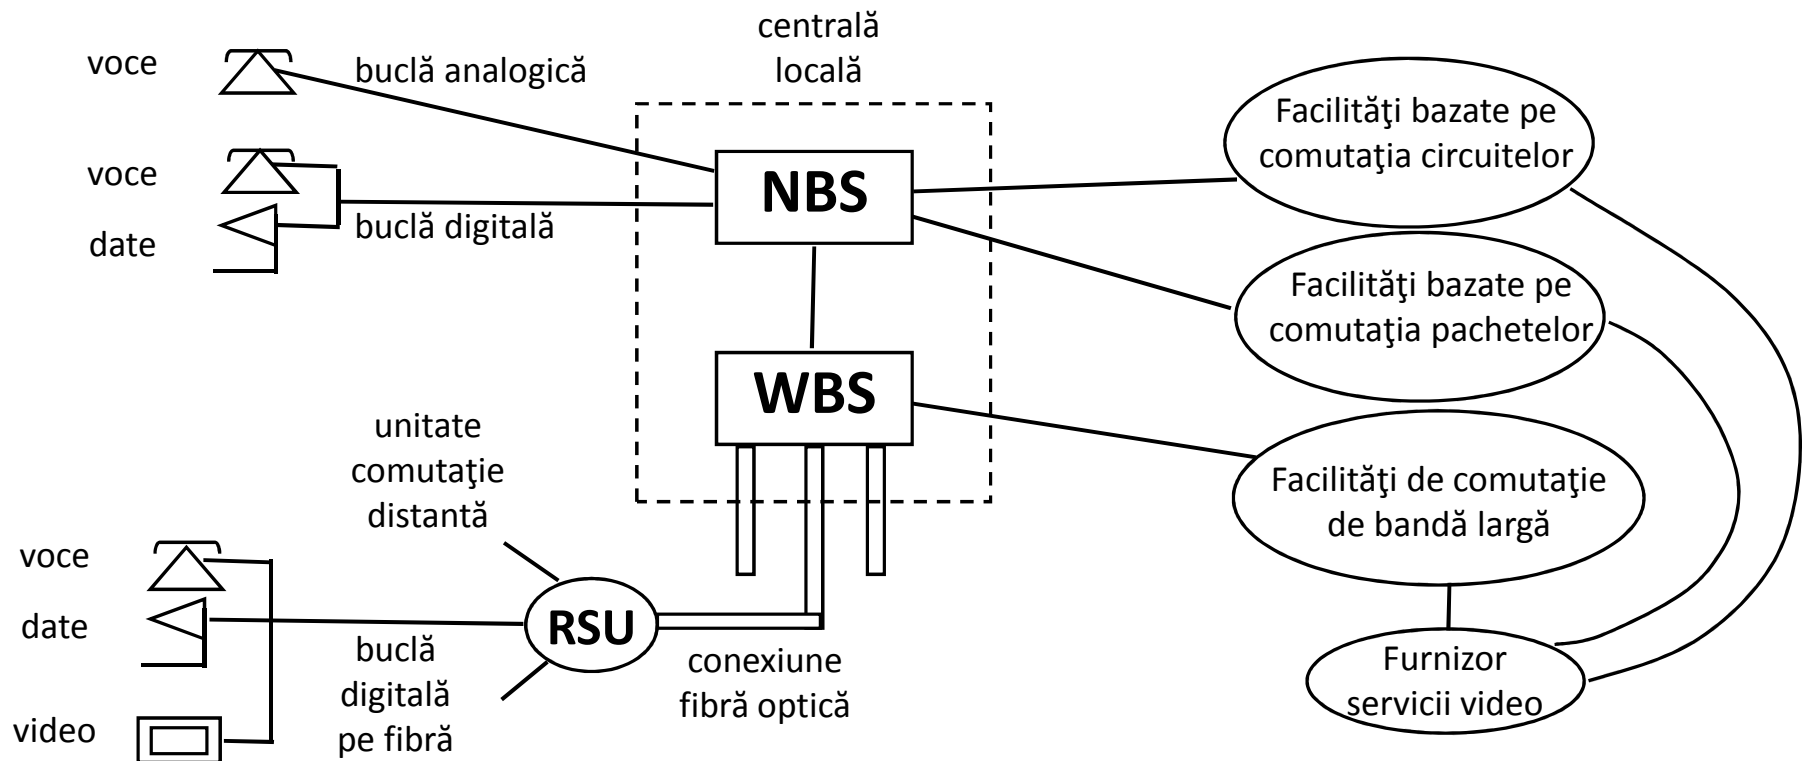 centrală
locală
voce
buclă analogică
voce
date
buclă digitală
NBS
WBS
Facilităţi bazate pe
comutaţia circuitelor
Facilităţi bazate pe
comutaţia pachetelor
Facilităţi de comutaţie
de bandă largă
Furnizor
servicii video
unitate
comutaţie
distantă
voce
date
video
buclă
digitală
pe fibră
RSU
conexiune
fibră optică